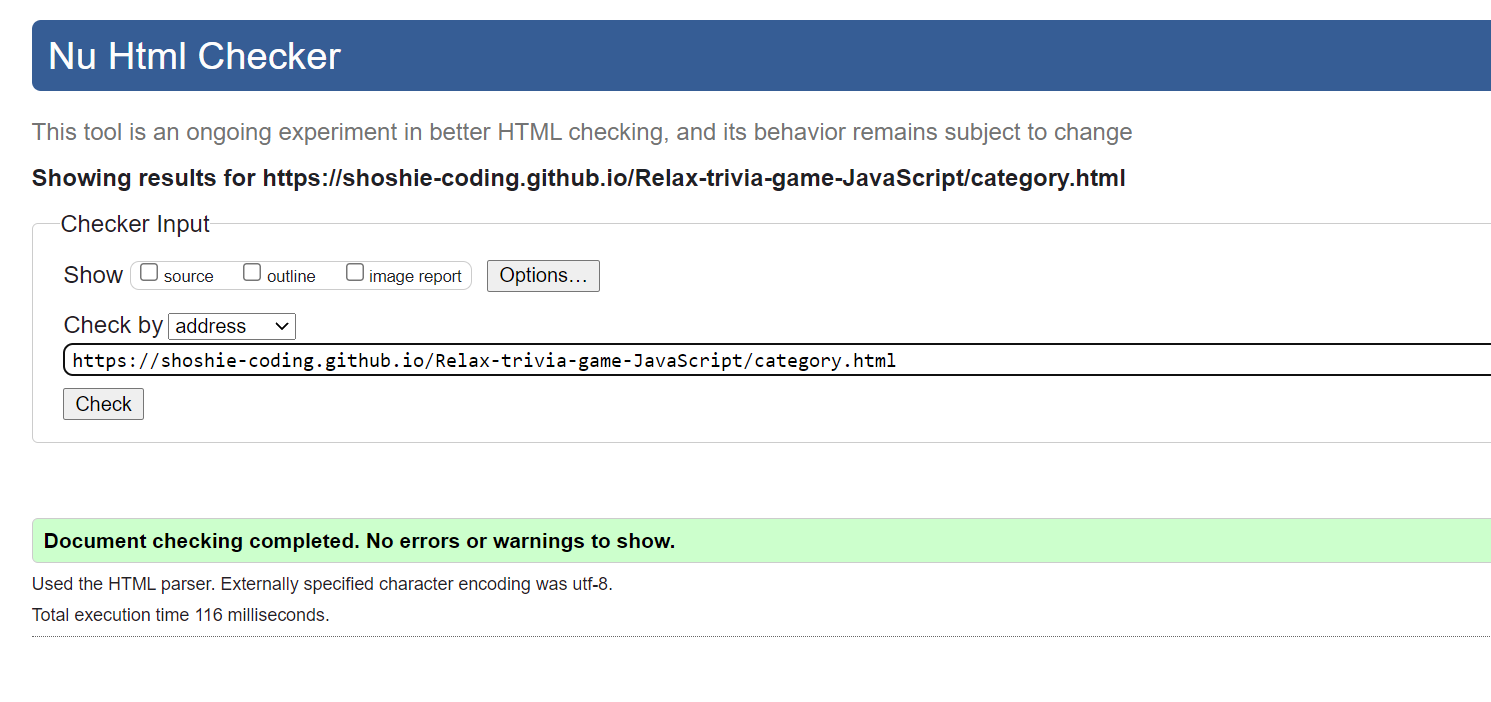 Nu Html Checker
This tool is an ongoing experiment in better HTML checking, and its behavior remains subject to change
Showing results for https://shoshie-coding.github.io/Relax-trivia-game-JavaScript/category.html
Checker Input
Show source outline image report Options...
Check by address
https://shoshie-coding.github.io/Relax-trivia-game-JavaScript/category.html
Check
Document checking completed. No errors or warnings to show.
Used the HTML parser. Externally specified character encoding was utf-8.
Total execution time 116 milliseconds.